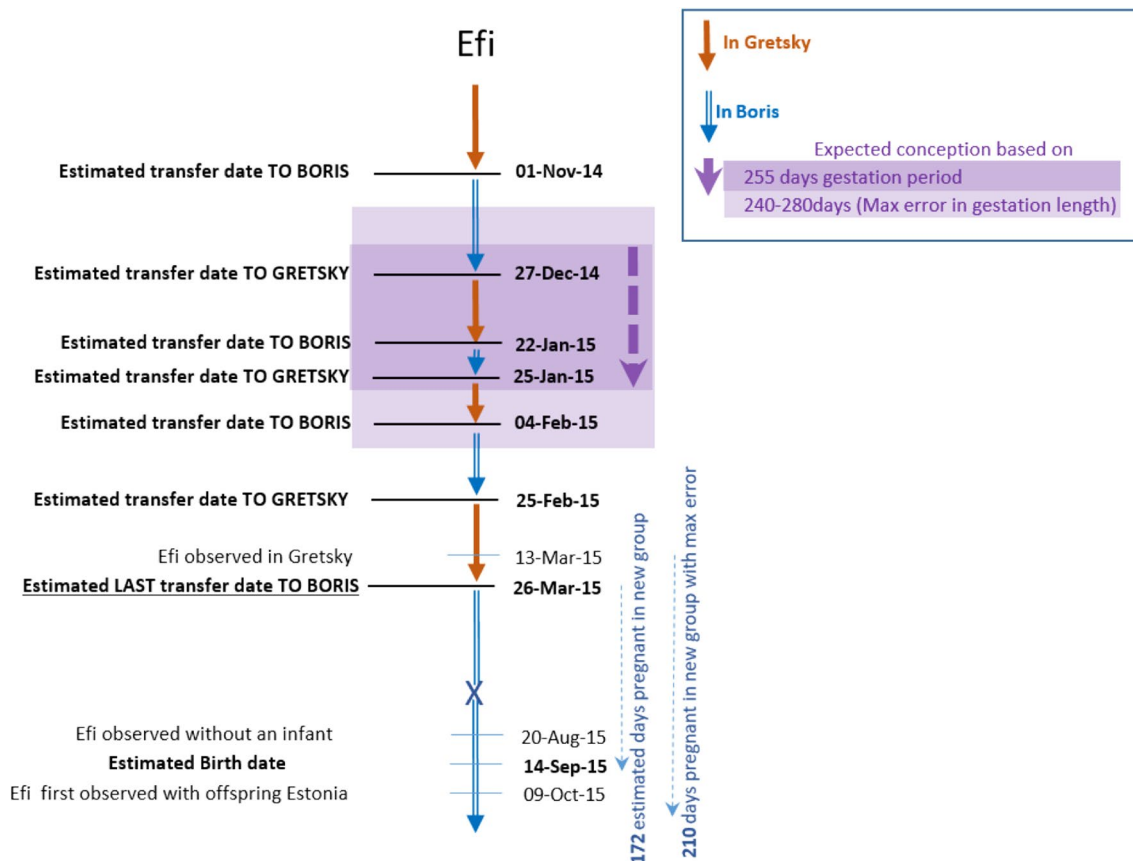 Efi
In Gretsky
In Boris
Expected conception based on
255 days gestation period
240-280days (Max error in gestation length)
Estimated transfer date TO BORIS 01-Nov-14
Estimated transfer date TO GRETSKY 27-Dec-14
Estimated transfer date TO BORIS 22-Jan-15
Estimated transfer date TO GRETSKY 25-Jan-15
Estimated transfer date TO BORIS 04-Feb-15
Estimated transfer date TO GRETSKY 25-Feb-15
Efi observed in Gretsky 13-Mar-15
Estimated LAST transfer date TO BORIS 26-Mar-15
X
Efi observed without an infant 20-Aug-15
Estimated Birth date 14-Sep-15
Efi first observed with offspring Estonia 09-Oct-15
172 estimated days pregnant in new group
210 days pregnant in new group with max error